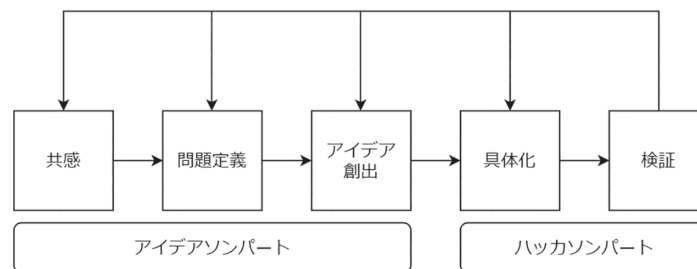 共感
問題定義
アイデア
創出
具体化
検証
アイデアソンパート
ハッカソンパート